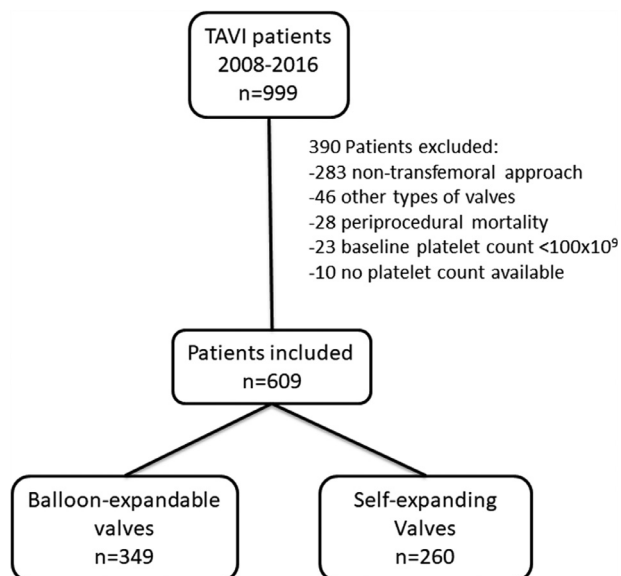 TAVI patients
2008-2016
n=999
390 Patients excluded:
-283 non-transfemoral approach
-46 other types of valves
-28 periprocedural mortality
-23 baseline platelet count <100x10⁹
-10 no platelet count available
Patients included
n=609
Balloon-expandable
valves
n=349
Self-expanding
Valves
n=260